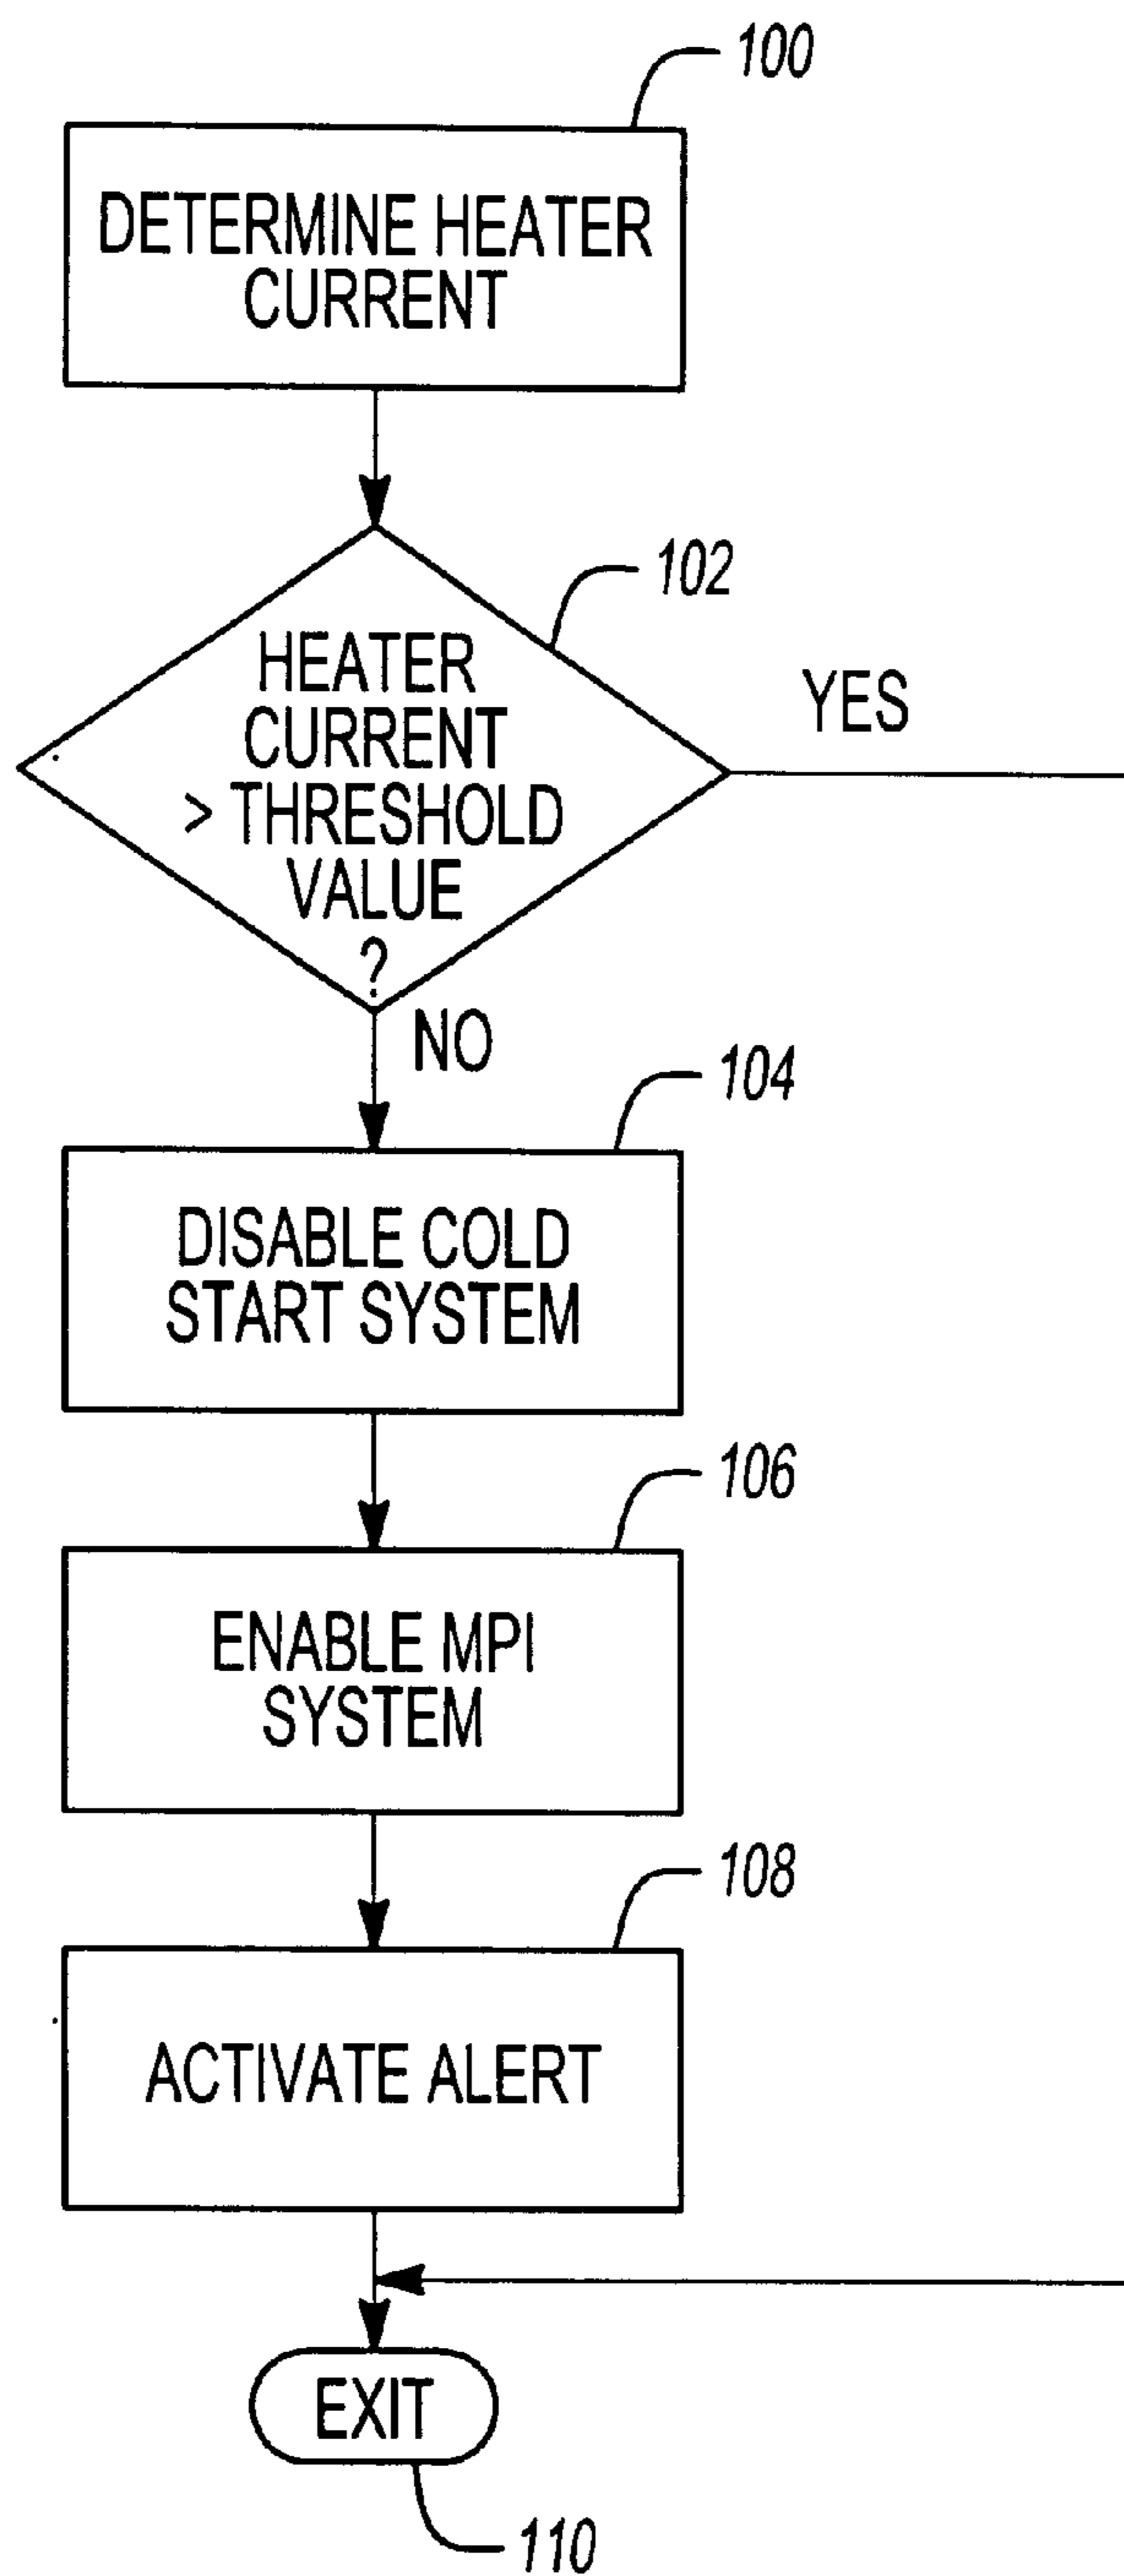 100
DETERMINE HEATER
CURRENT
102
HEATER
CURRENT
> THRESHOLD
VALUE
?
YES
NO
104
DISABLE COLD
START SYSTEM
106
ENABLE MPI
SYSTEM
108
ACTIVATE ALERT
EXIT
110